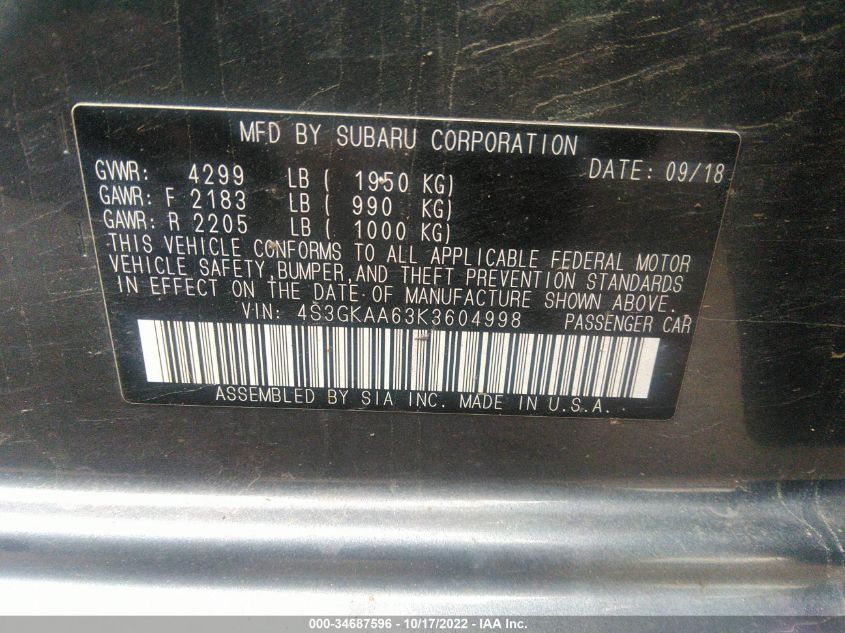 MFD BY SUBARU CORPORATION
GVWR: 4299 LB ( 1950 KG) DATE: 09/18
GAWR: F 2183 LB ( 990 KG)
GAWR: R 2205 LB ( 1000 KG)
THIS VEHICLE CONFORMS TO ALL APPLICABLE FEDERAL MOTOR
VEHICLE SAFETY, BUMPER, AND THEFT PREVENTION STANDARDS
IN EFFECT ON THE DATE OF MANUFACTURE SHOWN ABOVE.
VIN: 4S3GKAA63K3604998 PASSENGER CAR
ASSEMBLED BY SIA INC. MADE IN U.S.A.
000-34687596 - 10/17/2022 - IAA Inc.